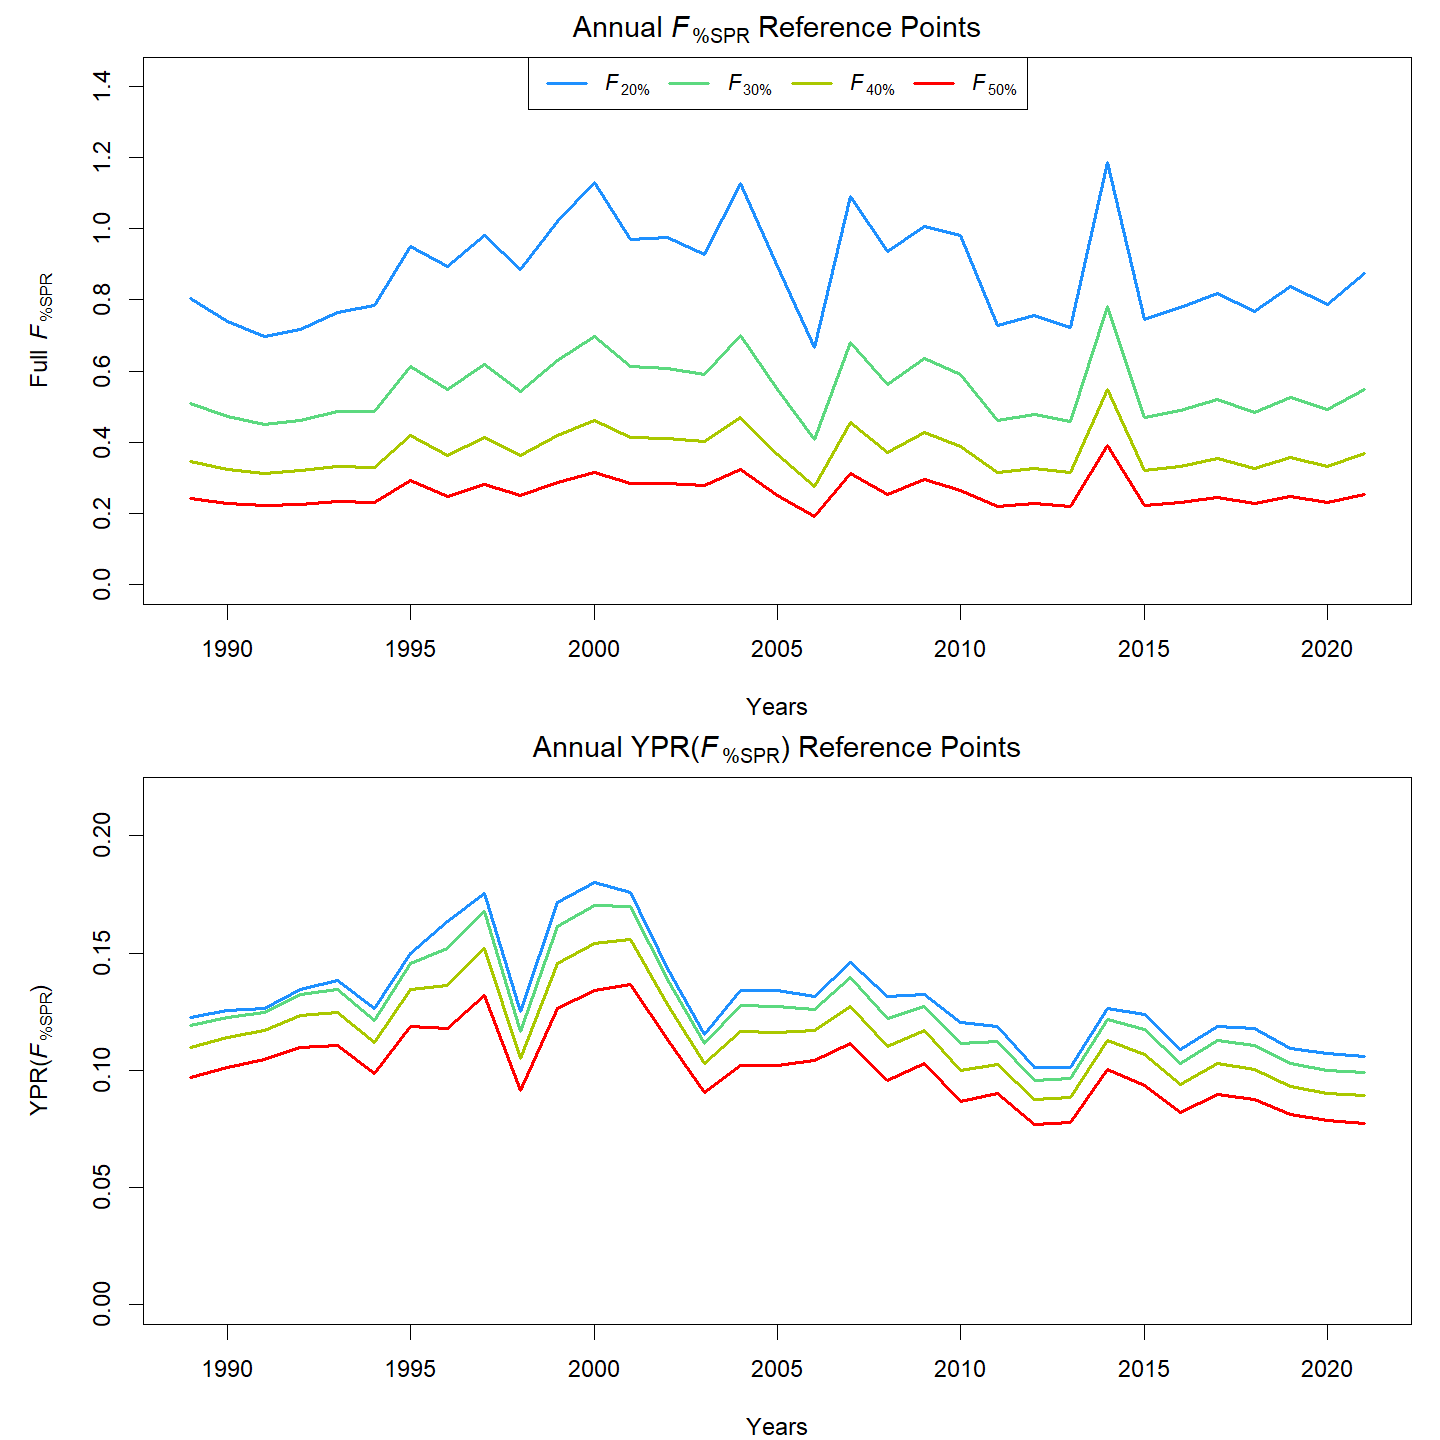 Annual F%SPR Reference Points
F20% F30% F40% F50%
1.4
1.2
1.0
0.8
0.6
0.4
0.2
0.0
Full F%SPR
1990 1995 2000 2005 2010 2015 2020
Years
Annual YPR(F%SPR) Reference Points
0.20
0.15
0.10
0.05
0.00
YPR(F%SPR)
1990 1995 2000 2005 2010 2015 2020
Years